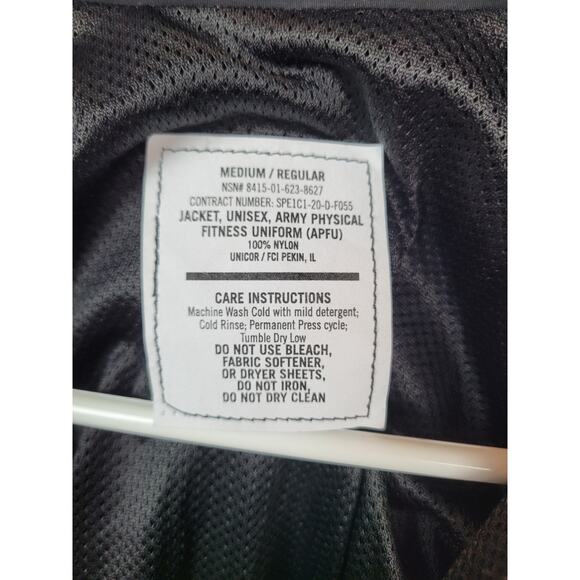 MEDIUM / REGULAR
NSN# 8415-01-623-8627
CONTRACT NUMBER: SPE1C1-20-D-F055
JACKET, UNISEX, ARMY PHYSICAL
FITNESS UNIFORM (APFU)
100% NYLON
UNICOR / FCI PEKIN, IL
CARE INSTRUCTIONS
Machine Wash Cold with mild detergent;
Cold Rinse; Permanent Press cycle;
Tumble Dry Low
DO NOT USE BLEACH,
FABRIC SOFTENER,
OR DRYER SHEETS,
DO NOT IRON,
DO NOT DRY CLEAN